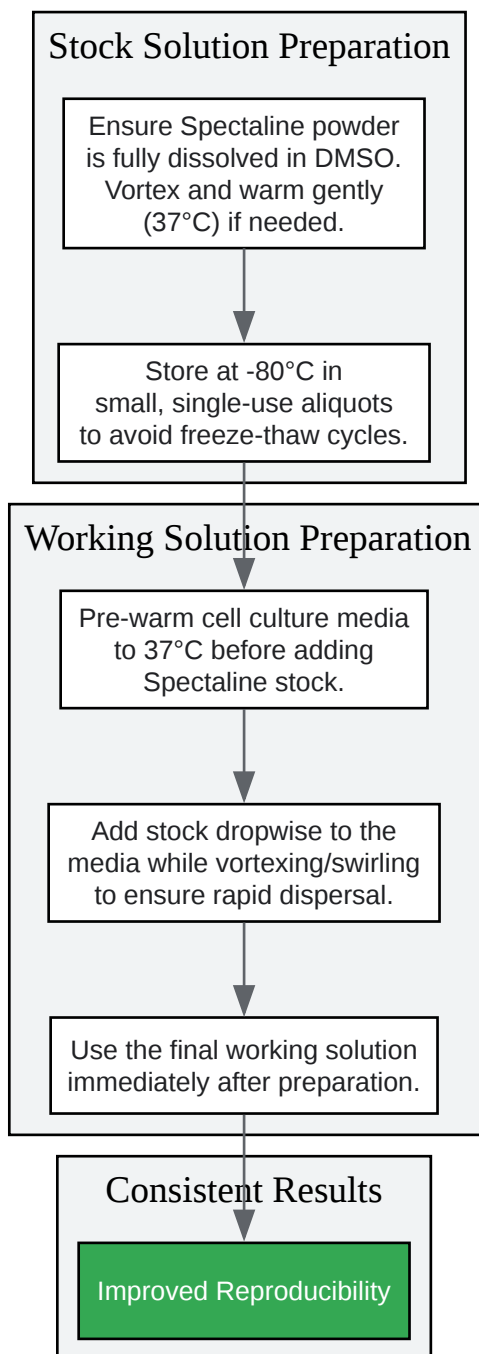 Stock Solution Preparation
Ensure Spectaline powder
is fully dissolved in DMSO.
Vortex and warm gently
(37°C) if needed.
Store at -80°C in
small, single-use aliquots
to avoid freeze-thaw cycles.
Working Solution Preparation
Pre-warm cell culture media
to 37°C before adding
Spectaline stock.
Add stock dropwise to the
media while vortexing/swirling
to ensure rapid dispersal.
Use the final working solution
immediately after preparation.
Consistent Results
Improved Reproducibility